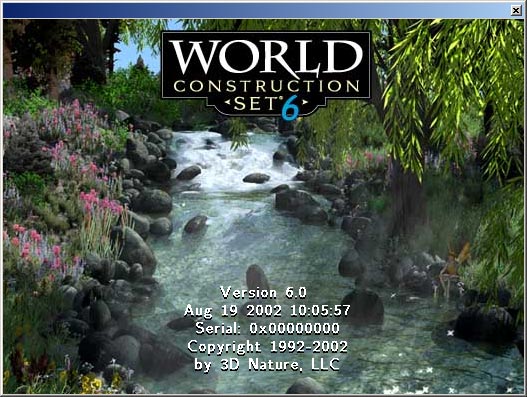 WORLD
CONSTRUCTION
SET 6
Version 6.0
Aug 19 2002 10:05:57
Serial: 0x00000000
Copyright 1992-2002
by 3D Nature, LLC